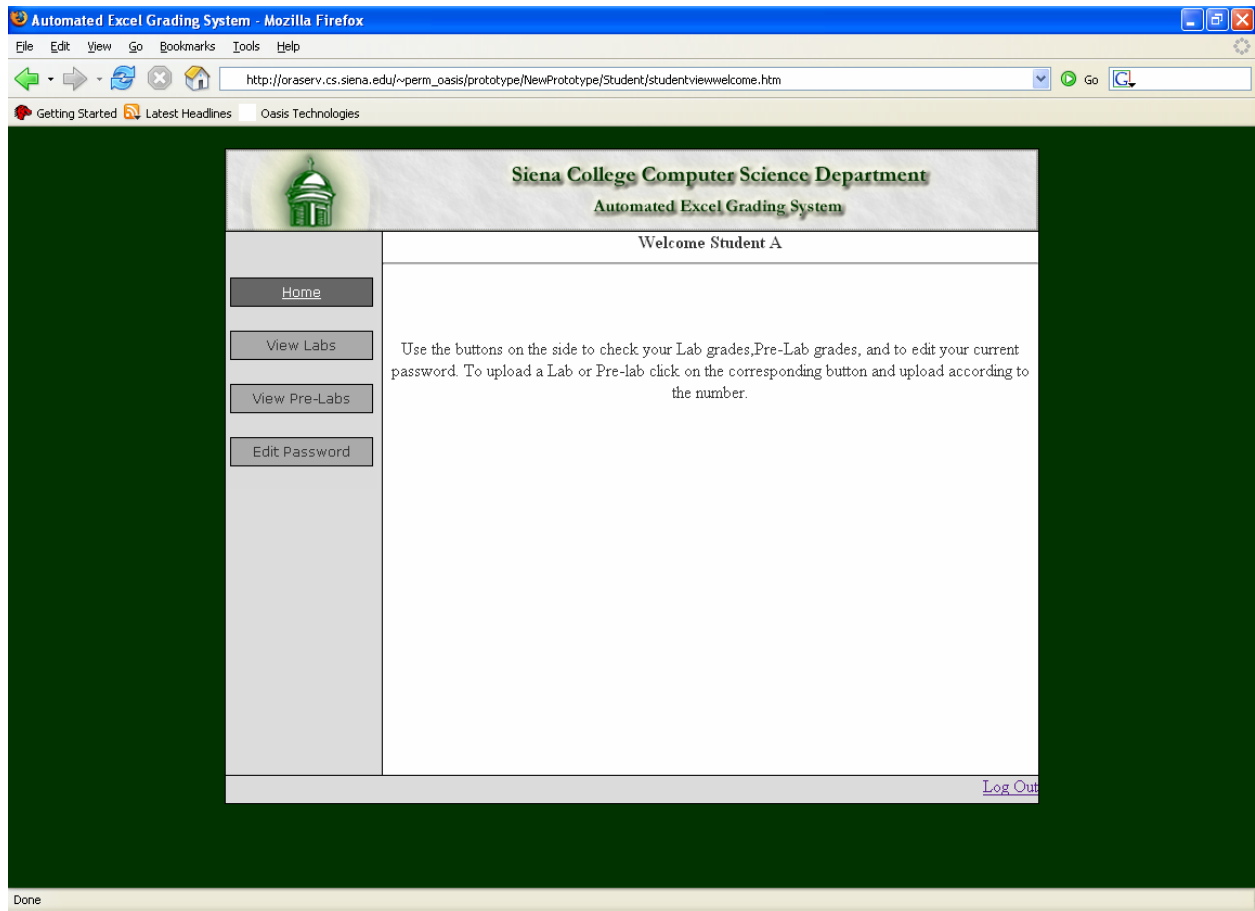 Automated Excel Grading System - Mozilla Firefox
File Edit View Go Bookmarks Tools Help
http://oraserv.cs.siena.edu/~perm_oasis/prototype/NewPrototype/Student/studentviewwelcome.htm Go G
Getting Started Latest Headlines Oasis Technologies
Siena College Computer Science Department
Automated Excel Grading System
Welcome Student A
Home
View Labs
View Pre-Labs
Edit Password
Use the buttons on the side to check your Lab grades,Pre-Lab grades, and to edit your current
password. To upload a Lab or Pre-lab click on the corresponding button and upload according to
the number.
Log Out
Done